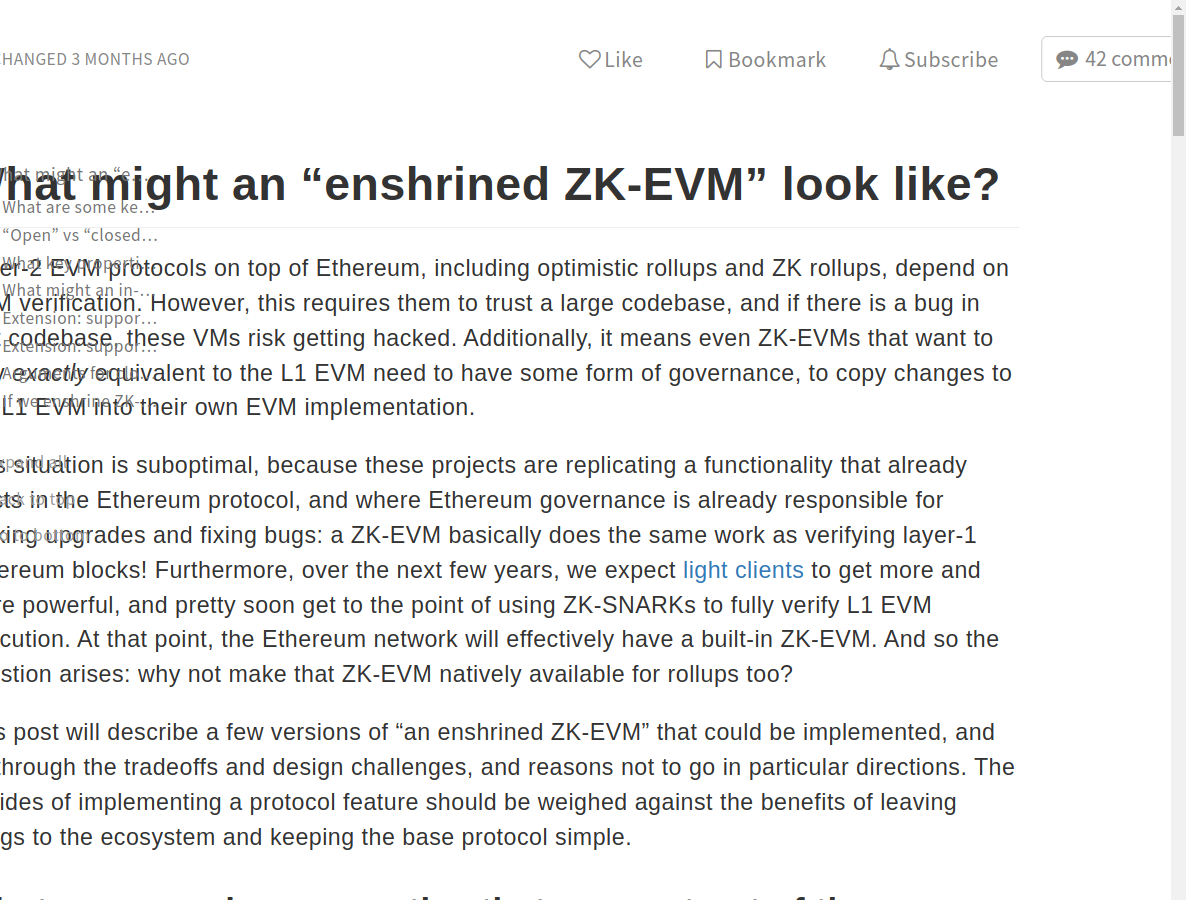 CHANGED 3 MONTHS AGO
Like
Bookmark
Subscribe
42
What might an “enshrined ZK-EVM” look like?
hat might an “e…
What are some ke…
“Open” vs “closed…
What key properti…
What might an in-…
Extension: suppor…
Extension: suppor…
Arguments for clo…
If we enshrine ZK-…
xpand all
ack to top
o to bottom
er-2 EVM protocols on top of Ethereum, including optimistic rollups and ZK rollups, depend on
M verification. However, this requires them to trust a large codebase, and if there is a bug in
codebase, these VMs risk getting hacked. Additionally, it means even ZK-EVMs that want to
y exactly equivalent to the L1 EVM need to have some form of governance, to copy changes to
L1 EVM into their own EVM implementation.
s situation is suboptimal, because these projects are replicating a functionality that already
sts in the Ethereum protocol, and where Ethereum governance is already responsible for
king upgrades and fixing bugs: a ZK-EVM basically does the same work as verifying layer-1
ereum blocks! Furthermore, over the next few years, we expect light clients to get more and
re powerful, and pretty soon get to the point of using ZK-SNARKs to fully verify L1 EVM
cution. At that point, the Ethereum network will effectively have a built-in ZK-EVM. And so the
stion arises: why not make that ZK-EVM natively available for rollups too?
s post will describe a few versions of “an enshrined ZK-EVM” that could be implemented, and
through the tradeoffs and design challenges, and reasons not to go in particular directions. The
ides of implementing a protocol feature should be weighed against the benefits of leaving
gs to the ecosystem and keeping the base protocol simple.